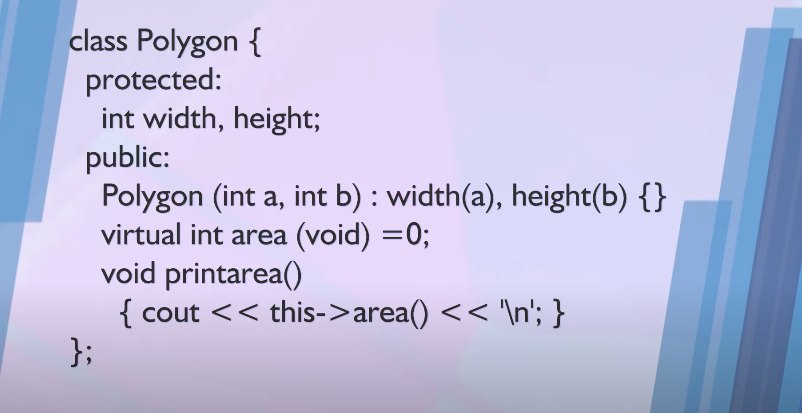 class Polygon {
protected:
int width, height;
public:
Polygon (int a, int b) : width(a), height(b) {}
virtual int area (void) =0;
void printarea()
{ cout << this->area() << '\n'; }
};